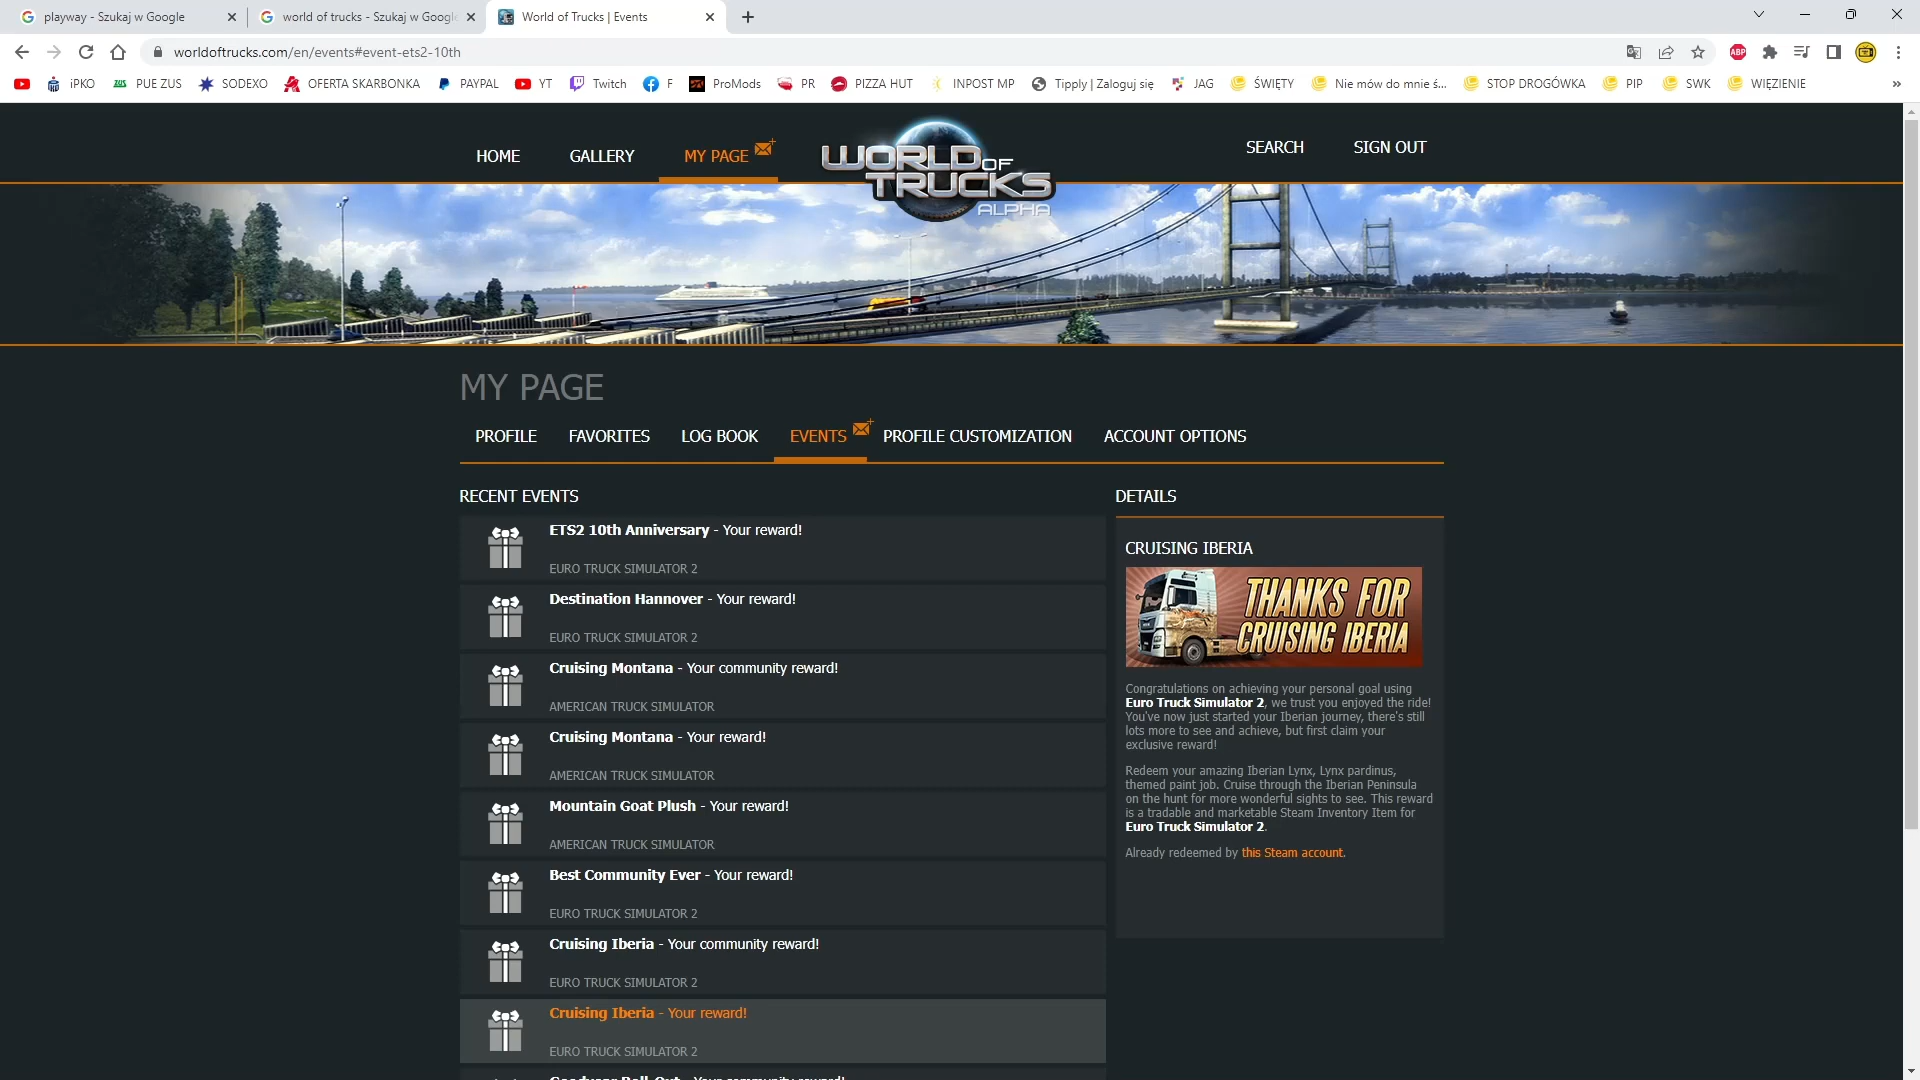 playway - Szukaj w Google
world of trucks - Szukaj w Google
World of Trucks | Events
worldoftrucks.com/en/events#event-ets2-10th
ABP
iPKO
ZUS
PUE ZUS
SODEXO
OFERTA SKARBONKA
PAYPAL
YT
Twitch
F
ProMods
PR
PIZZA HUT
INPOST MP
Tipply | Zaloguj się
JAG
ŚWIĘTY
Nie mów do mnie ś...
STOP DROGÓWKA
PIP
SWK
WIĘZIENIE
HOME
GALLERY
MY PAGE
WORLD OF
TRUCKS
ALPHA
SEARCH
SIGN OUT
MY PAGE
PROFILE
FAVORITES
LOG BOOK
EVENTS
PROFILE CUSTOMIZATION
ACCOUNT OPTIONS
RECENT EVENTS
ETS2 10th Anniversary - Your reward!
EURO TRUCK SIMULATOR 2
Destination Hannover - Your reward!
EURO TRUCK SIMULATOR 2
Cruising Montana - Your community reward!
AMERICAN TRUCK SIMULATOR
Cruising Montana - Your reward!
AMERICAN TRUCK SIMULATOR
Mountain Goat Plush - Your reward!
AMERICAN TRUCK SIMULATOR
Best Community Ever - Your reward!
EURO TRUCK SIMULATOR 2
Cruising Iberia - Your community reward!
EURO TRUCK SIMULATOR 2
Cruising Iberia - Your reward!
EURO TRUCK SIMULATOR 2
Goodyear Roll-Out - Your community reward!
DETAILS
CRUISING IBERIA
THANKS FOR
CRUISING IBERIA
Congratulations on achieving your personal goal using
Euro Truck Simulator 2, we trust you enjoyed the ride!
You've now just started your Iberian journey, there's still
lots more to see and achieve, but first claim your
exclusive reward!
Redeem your amazing Iberian Lynx, Lynx pardinus,
themed paint job. Cruise through the Iberian Peninsula
on the hunt for more wonderful sights to see. This reward
is a tradable and marketable Steam Inventory Item for
Euro Truck Simulator 2.
Already redeemed by this Steam account.